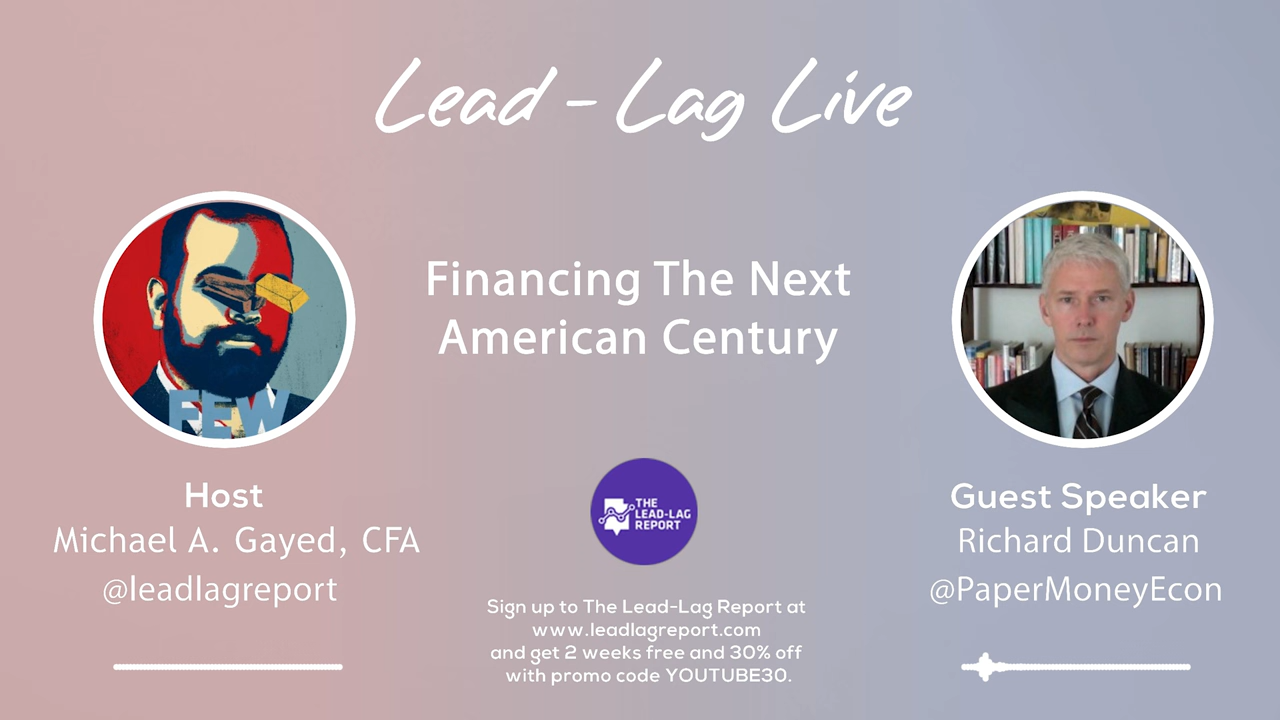 Lead - Lag Live
Financing The Next
American Century
FEW
Host
Michael A. Gayed, CFA
@leadlagreport
THE
LEAD-LAG
REPORT
Guest Speaker
Richard Duncan
@PaperMoneyEcon
Sign up to The Lead-Lag Report at
www.leadlagreport.com
and get 2 weeks free and 30% off
with promo code YOUTUBE30.